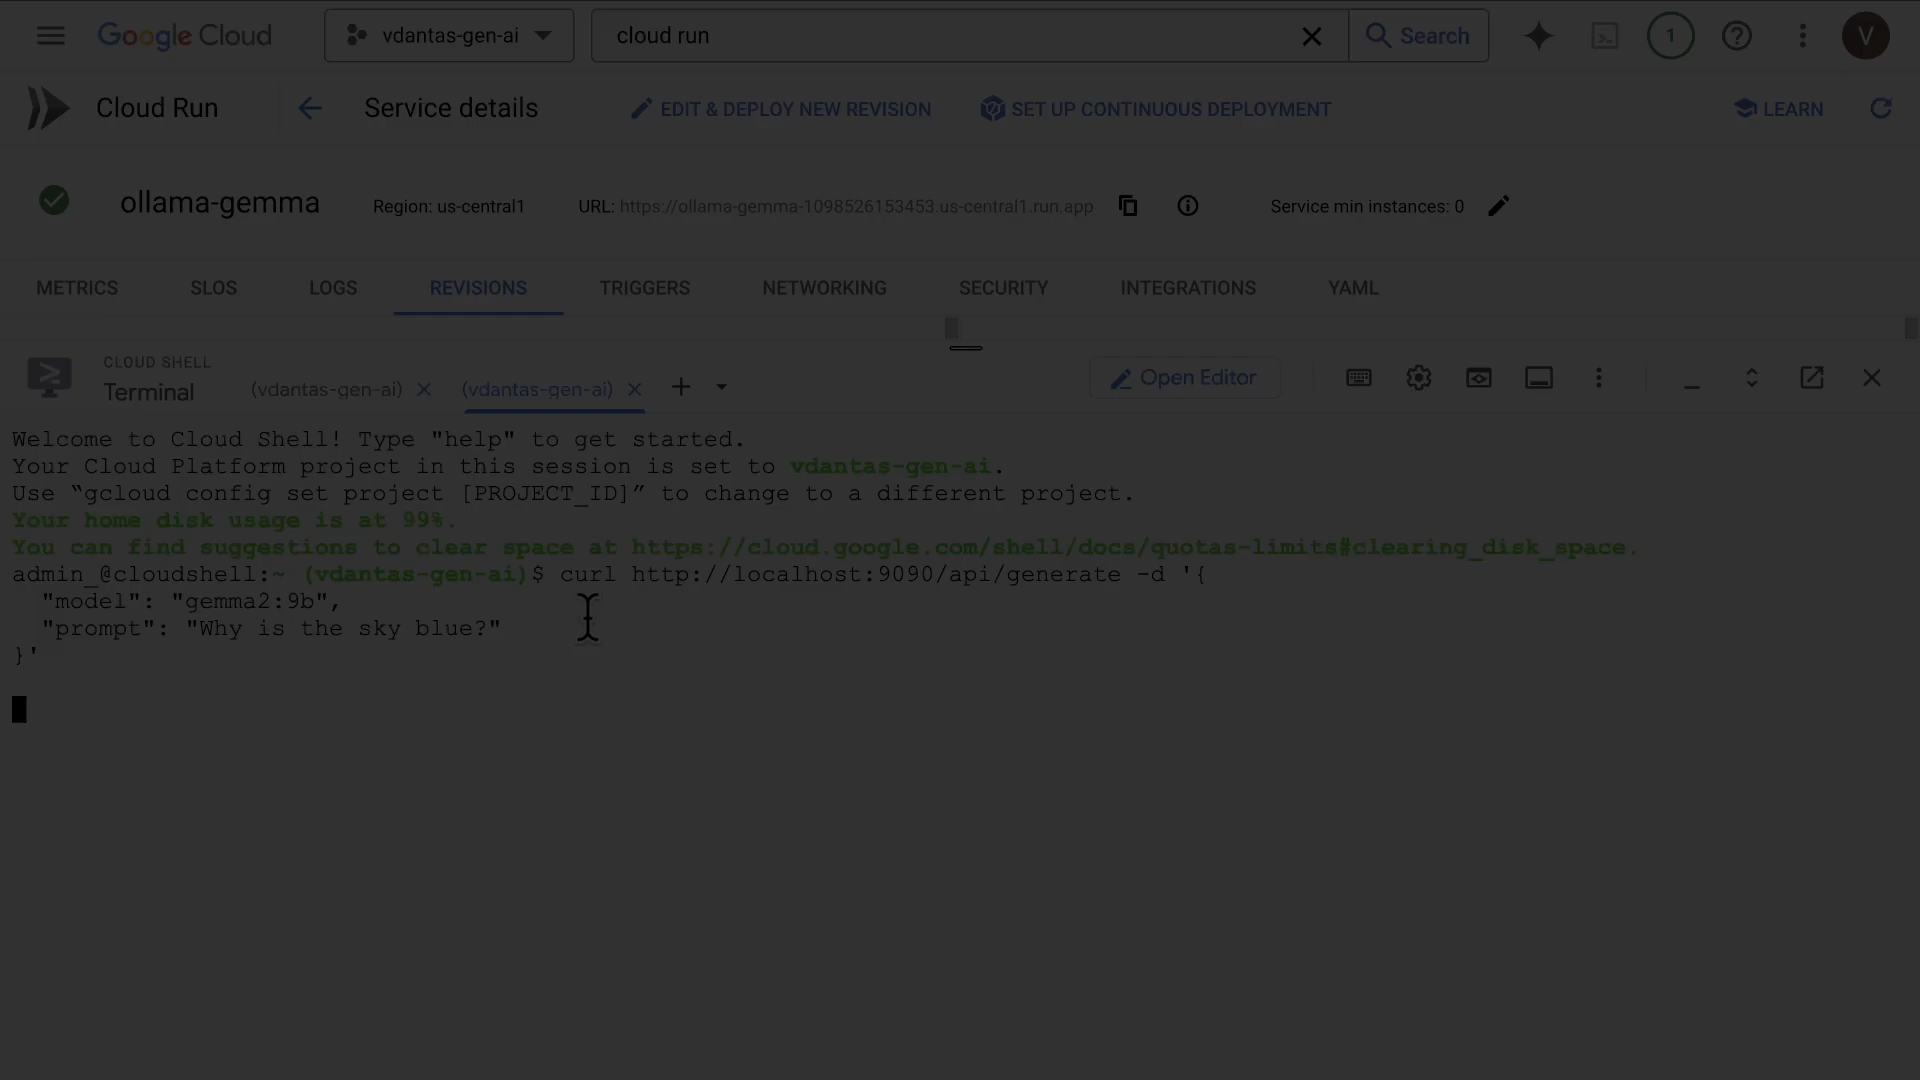 Google Cloud
vdantas-gen-ai
cloud run
Search
1
V
Cloud Run
Service details
EDIT & DEPLOY NEW REVISION
SET UP CONTINUOUS DEPLOYMENT
LEARN
ollama-gemma
Region: us-central1
URL: https://ollama-gemma-1098526153453.us-central1.run.app
Service min instances: 0
METRICS
SLOS
LOGS
REVISIONS
TRIGGERS
NETWORKING
SECURITY
INTEGRATIONS
YAML
CLOUD SHELL
Terminal
(vdantas-gen-ai)
(vdantas-gen-ai)
Open Editor
Welcome to Cloud Shell! Type "help" to get started.
Your Cloud Platform project in this session is set to vdantas-gen-ai.
Use “gcloud config set project [PROJECT_ID]” to change to a different project.
Your home disk usage is at 99%.
You can find suggestions to clear space at https://cloud.google.com/shell/docs/quotas-limits#clearing_disk_space.
admin_@cloudshell:~ (vdantas-gen-ai)$ curl http://localhost:9090/api/generate -d '{
"model": "gemma2:9b",
"prompt": "Why is the sky blue?"
}'